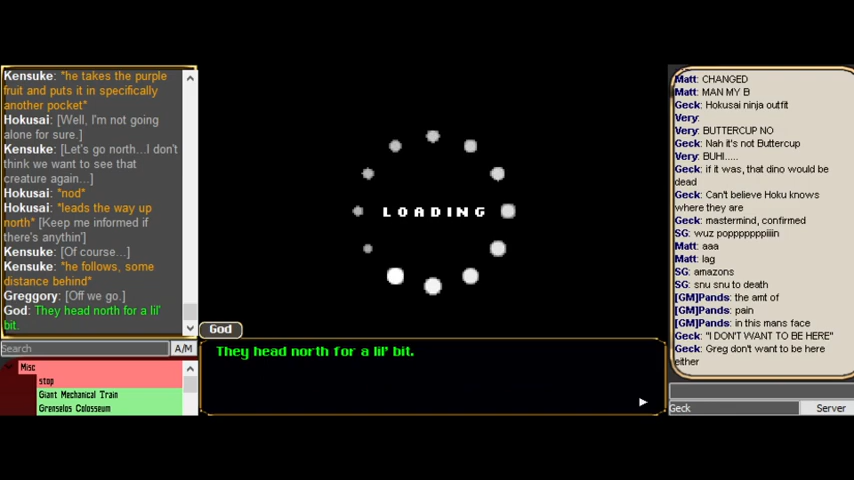 Kensuke: *he takes the purple
fruit and puts it in specifically
another pocket*
Hokusai: [Well, I'm not going
alone for sure.]
Kensuke: [Let's go north...I don't
think we want to see that
creature again...]
Hokusai: *nod*
Hokusai: *leads the way up
north* [Keep me informed if
there's anythin']
Kensuke: [Of course...]
Kensuke: *he follows, some
distance behind*
Greggory: [Off we go.]
God: They head north for a lil'
bit.
Search
A/M
Misc
stop
Giant Mechanical Train
Grenselos Colosseum
LOADING
God
They head north for a lil' bit.
Matt: CHANGED
Matt: MAN MY B
Geck: Hokusai ninja outfit
Very:
Very: BUTTERCUP NO
Geck: Nah it's not Buttercup
Very: BUH.....
Geck: if it was, that dino would be
dead
Geck: Can't believe Hoku knows
where they are
Geck: mastermind, confirmed
SG: wuz popppppppiiin
Matt: aaa
Matt: lag
SG: amazons
SG: snu snu to death
[GM]Pands: the amt of
[GM]Pands: pain
[GM]Pands: in this mans face
Geck: "I DON'T WANT TO BE HERE"
Geck: Greg don't want to be here
either
Geck
Server